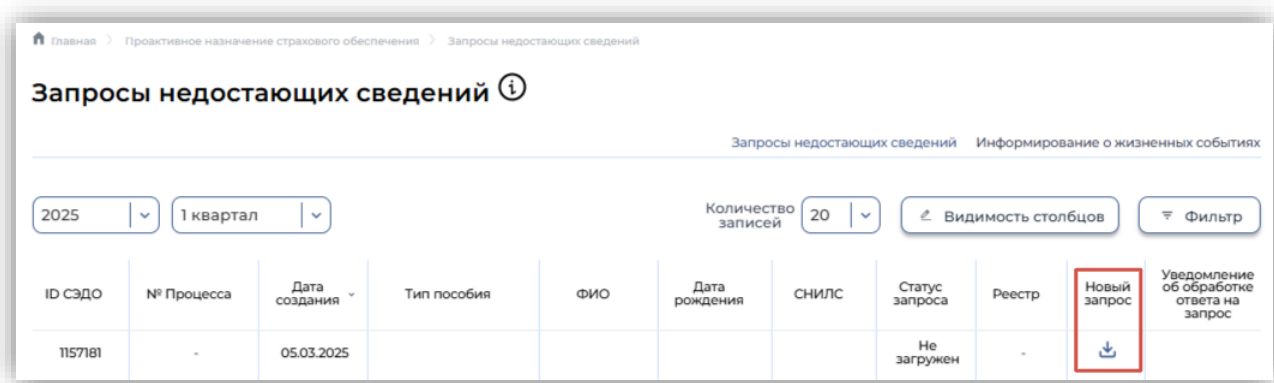 Главная > Проактивное назначение страхового обеспечения > Запросы недостающих сведений
Запросы недостающих сведений
Запросы недостающих сведений Информирование о жизненных событиях
2025 1 квартал Количество записей 20 Видимость столбцов Фильтр
ID СЭДО № Процесса Дата создания Тип пособия ФИО Дата рождения СНИЛС Статус запроса Реестр Новый запрос Уведомление об обработке ответа на запрос
1157181 - 05.03.2025 Не загружен -